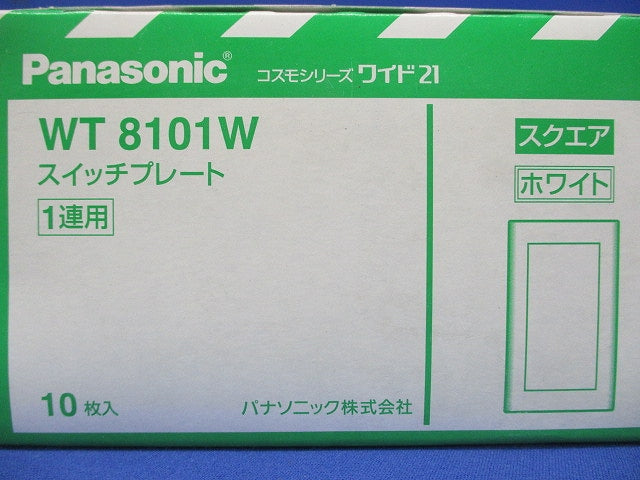 Panasonic® コスモシリーズ ワイド21
WT 8101W
スイッチプレート
1連用
スクエア
ホワイト
10 枚入
パナソニック株式会社